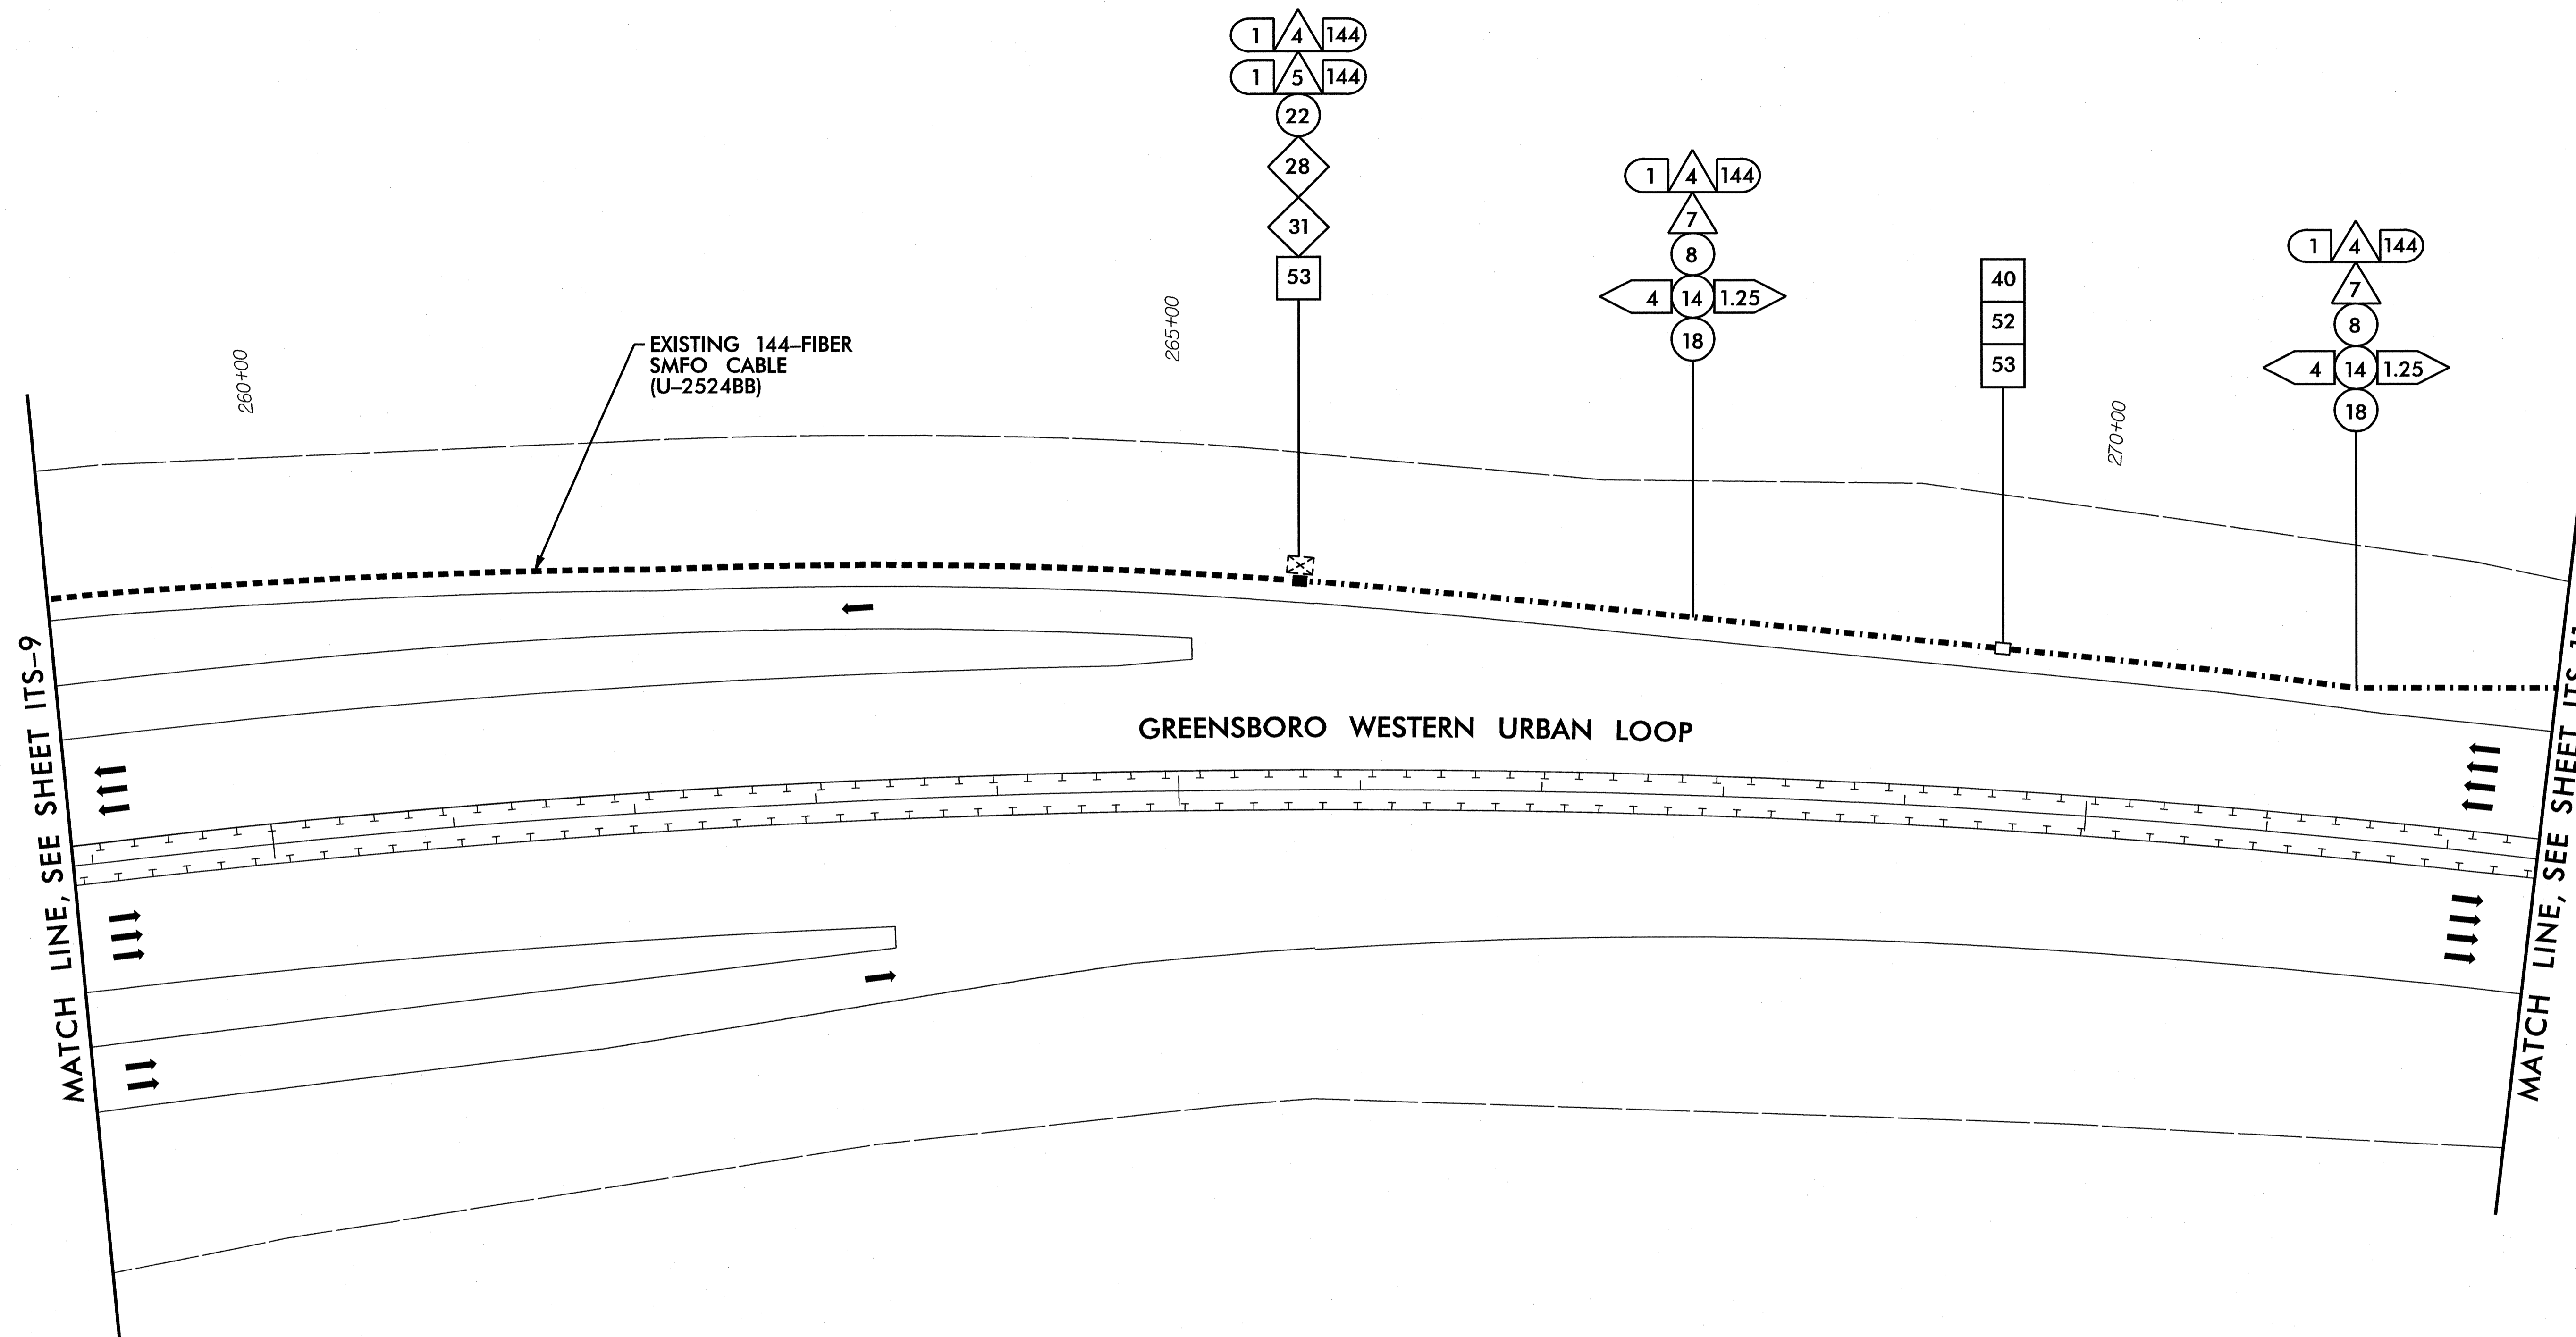 1 4 144
1 5 144
22
28
31
53
1 4 144
7
8
4 14 1.25
18
40
52
53
1 4 144
7
8
4 14 1.25
18
260+00
265+00
270+00
EXISTING 144–FIBER
SMFO CABLE
(U–2524BB)
GREENSBORO WESTERN URBAN LOOP
MATCH LINE, SEE SHEET ITS–9
MATCH LINE, SEE SHEET